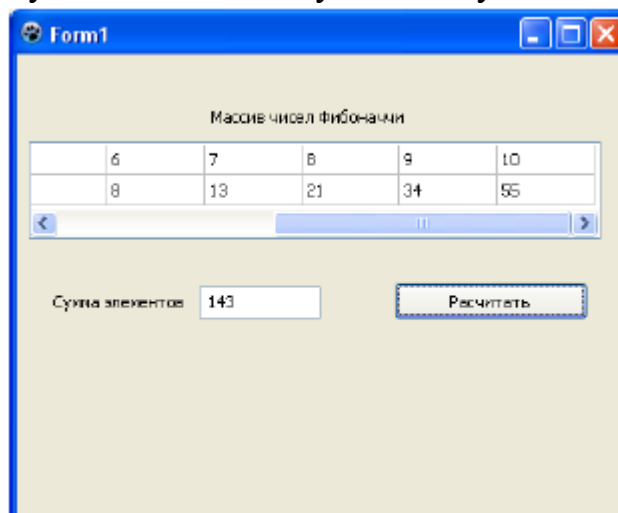 Form1
Массив чисел Фибоначчи
6 7 8 9 10
8 13 21 34 55
Сумма элементов 143 Расчитать